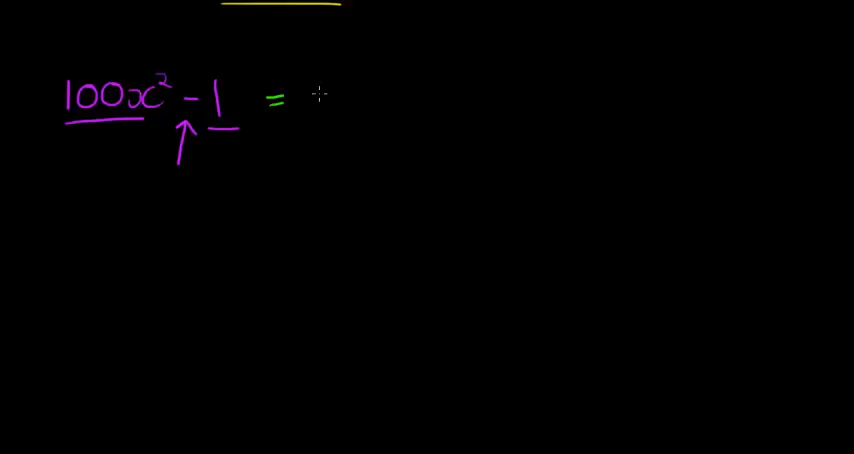 100x² - 1 =